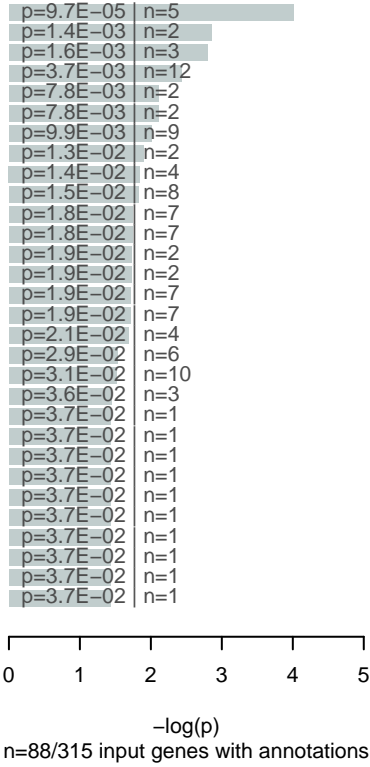 p=9.7E−05 n=5
p=1.4E−03 n=2
p=1.6E−03 n=3
p=3.7E−03 n=12
p=7.8E−03 n=2
p=7.8E−03 n=2
p=9.9E−03 n=9
p=1.3E−02 n=2
p=1.4E−02 n=4
p=1.5E−02 n=8
p=1.8E−02 n=7
p=1.8E−02 n=7
p=1.9E−02 n=2
p=1.9E−02 n=2
p=1.9E−02 n=7
p=1.9E−02 n=7
p=2.1E−02 n=4
p=2.9E−02 n=6
p=3.1E−02 n=10
p=3.6E−02 n=3
p=3.7E−02 n=1
p=3.7E−02 n=1
p=3.7E−02 n=1
p=3.7E−02 n=1
p=3.7E−02 n=1
p=3.7E−02 n=1
p=3.7E−02 n=1
p=3.7E−02 n=1
p=3.7E−02 n=1
p=3.7E−02 n=1
0 1 2 3 4 5
−log(p)
n=88/315 input genes with annotations